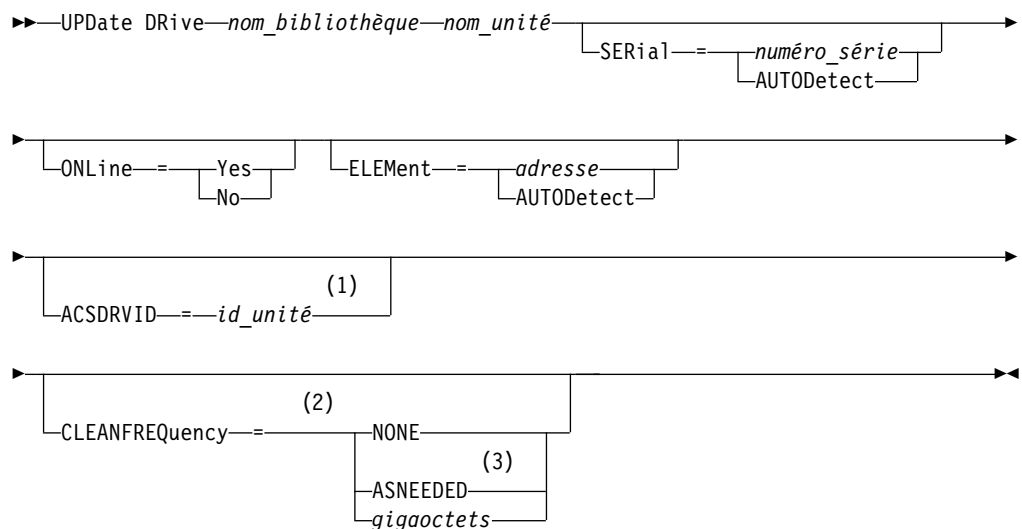 UPDate DRive nom_bibliothèque nom_unité
SERial = numéro_série
AUTODetect
ONLine = Yes
No
ELEMent = adresse
AUTODetect
(1)
ACSDRVID = id_unité
(2)
CLEANFREQuency = NONE
(3)
ASNEEDED
gigaoctets